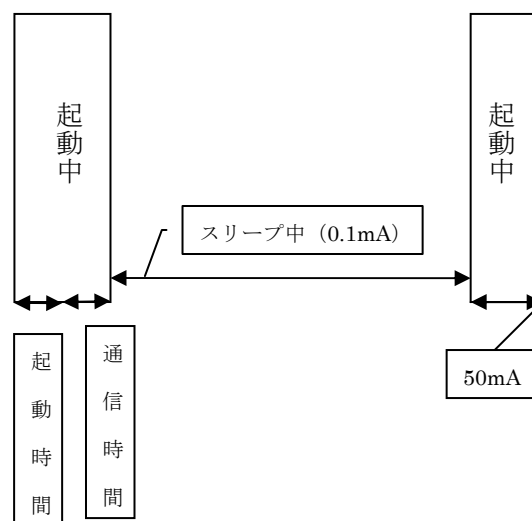 起動中
起動中
スリープ中（0.1mA）
50mA
起動時間
通信時間